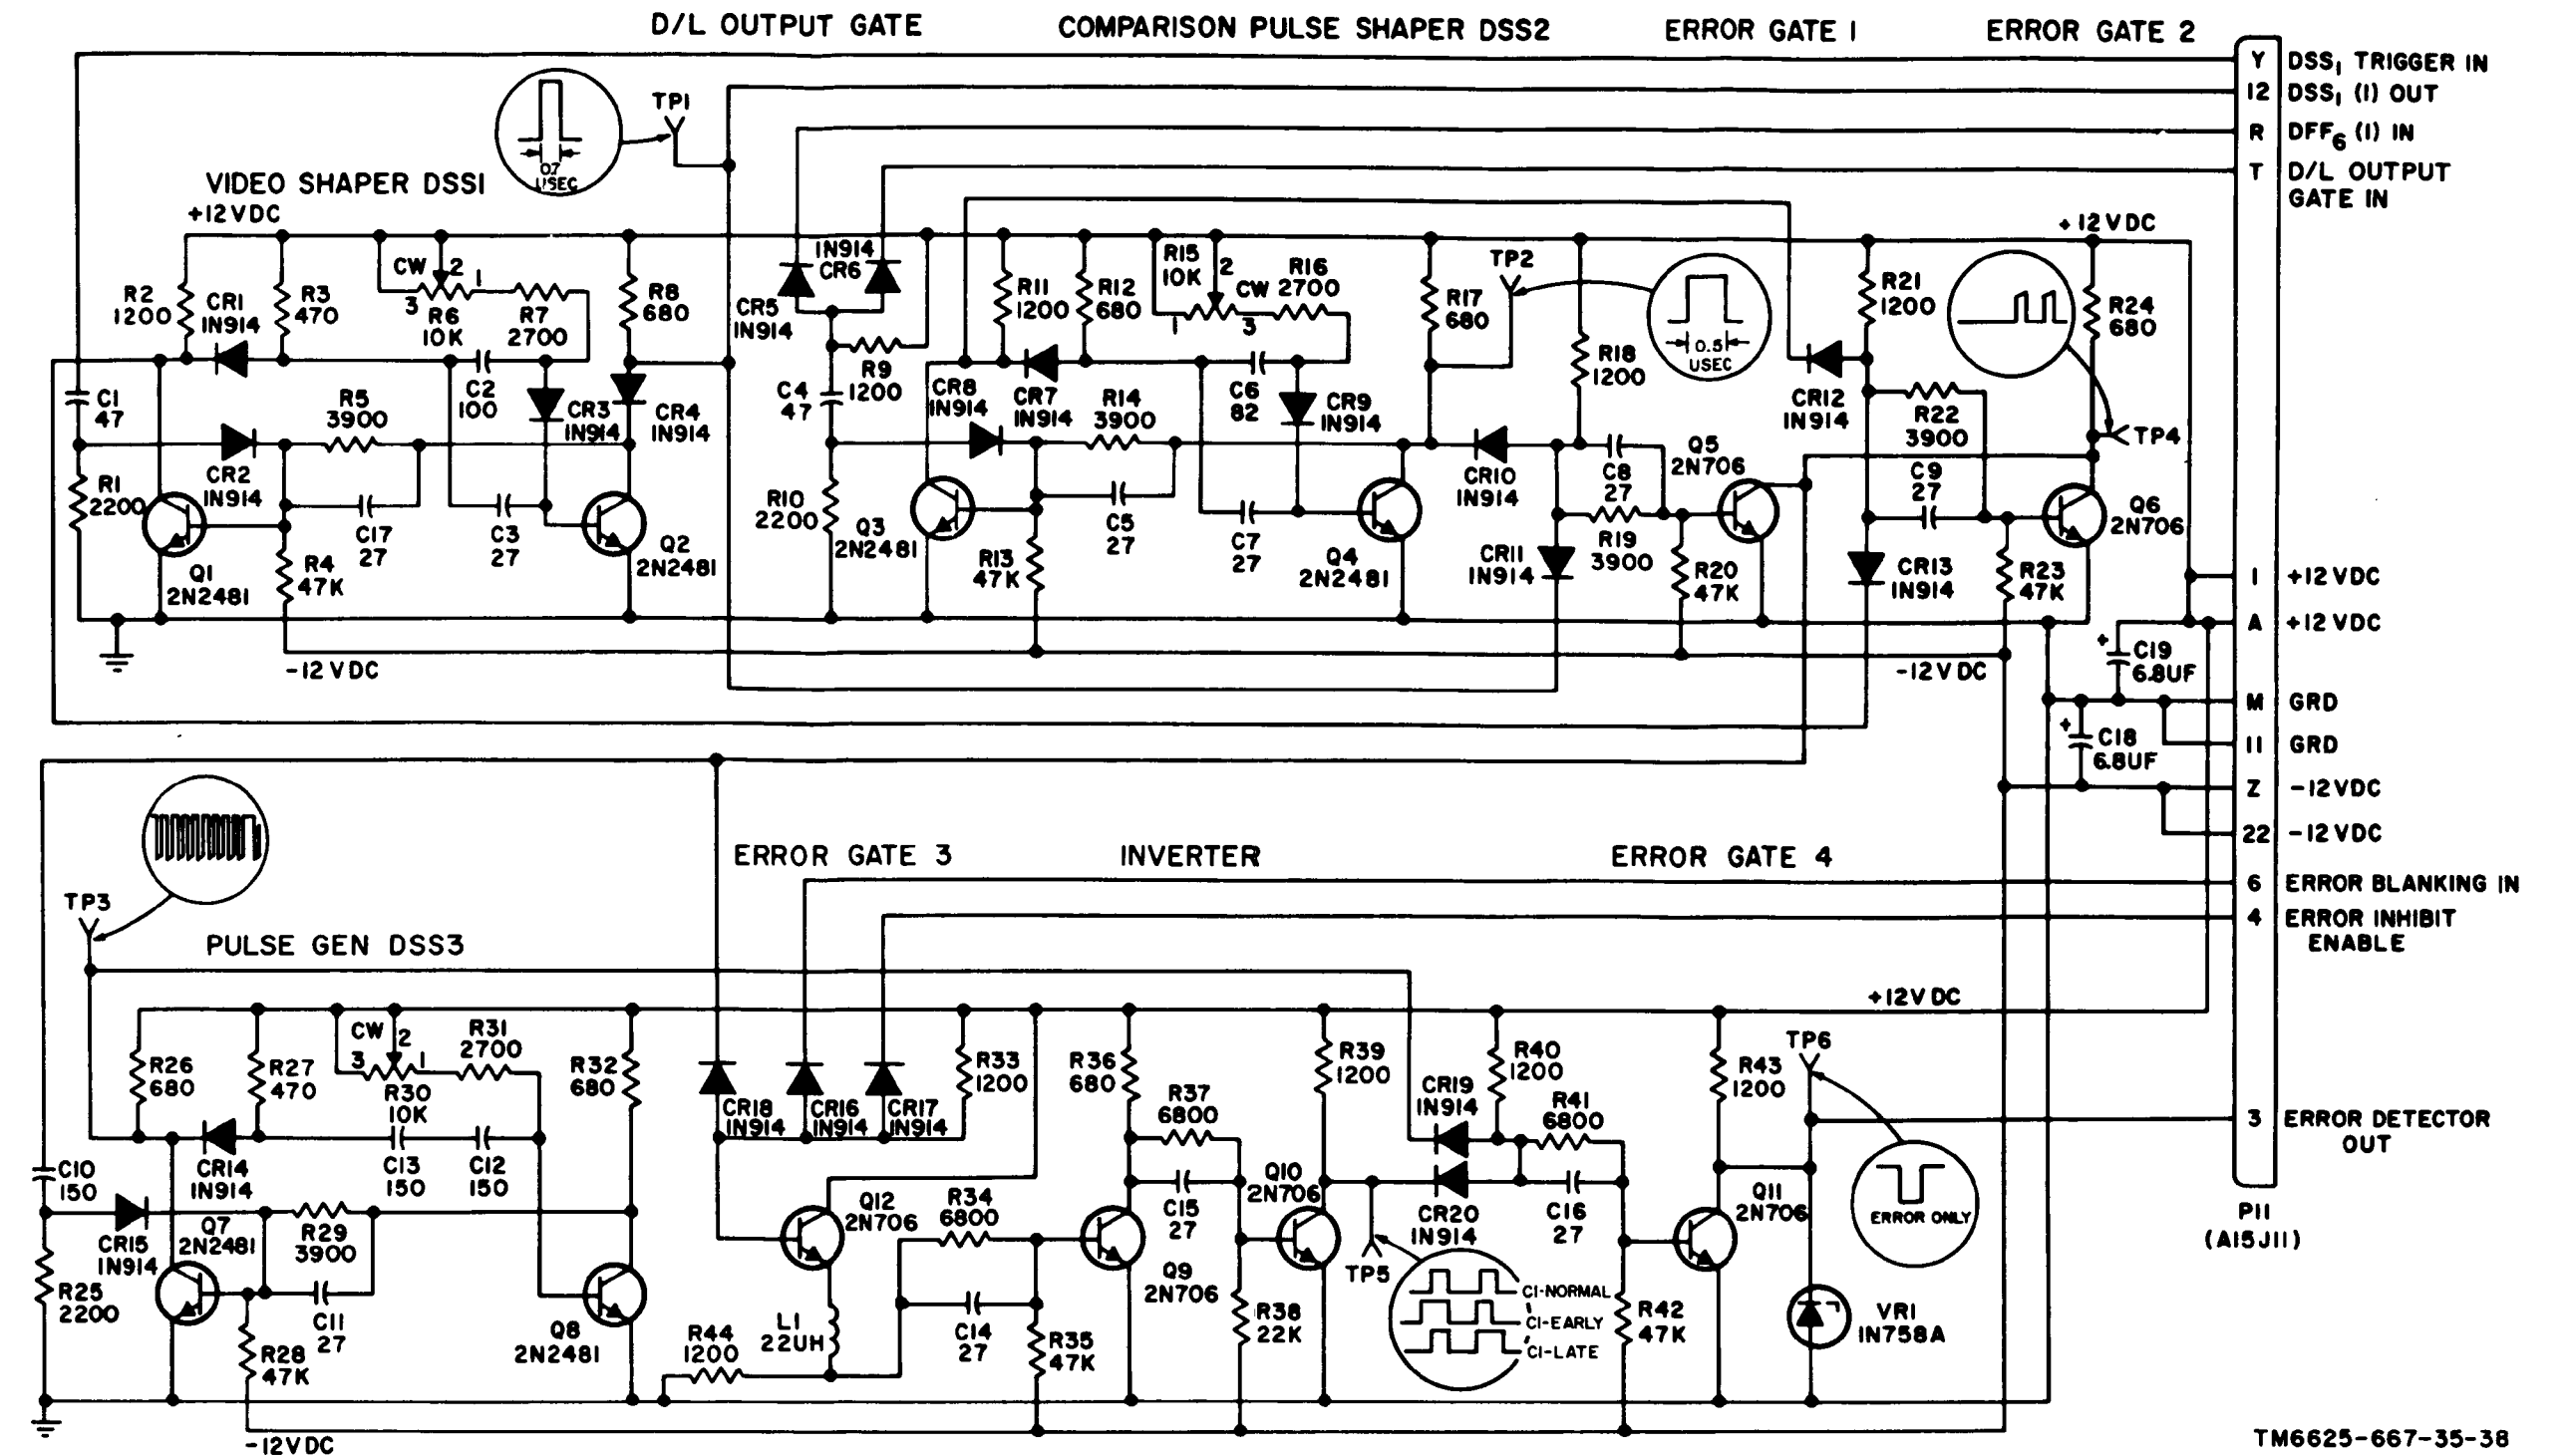 D/L OUTPUT GATE
COMPARISON PULSE SHAPER DSS2
ERROR GATE 1
ERROR GATE 2
Y DSS1 TRIGGER IN
12 DSS1 (1) OUT
R DFF6 (1) IN
T D/L OUTPUT
GATE IN
TP1
0.7
USEC
VIDEO SHAPER DSS1
+12VDC
R2
1200
CR1
1N914
R3
470
CW
2
1
3
R6
10K
R7
2700
R8
680
C1
47
R5
3900
C2
100
CR3
1N914
CR4
1N914
R1
2200
CR2
1N914
C17
27
C3
27
Q1
2N2481
R4
47K
Q2
2N2481
-12VDC
1N914
CR6
CR5
1N914
R9
1200
C4
47
R10
2200
CR8
1N914
CR7
1N914
R11
1200
R12
680
R14
3900
R15
10K
2
CW
1
3
R16
2700
C6
82
CR9
1N914
Q3
2N2481
R13
47K
C5
27
C7
27
Q4
2N2481
R17
680
TP2
0.5
USEC
R18
1200
CR10
1N914
C8
27
Q5
2N706
CR11
1N914
R19
3900
R20
47K
CR12
1N914
R21
1200
R22
3900
C9
27
CR13
1N914
+12VDC
R24
680
TP4
Q6
2N706
R23
47K
-12VDC
1 +12VDC
A +12VDC
+
C19
6.8UF
M GRD
+
C18
6.8UF
11 GRD
Z -12VDC
22 -12VDC
ERROR GATE 3
INVERTER
ERROR GATE 4
6 ERROR BLANKING IN
4 ERROR INHIBIT
ENABLE
TP3
PULSE GEN DSS3
R26
680
R27
470
CW
2
3
1
R30
10K
R31
2700
R32
680
C10
150
CR14
1N914
C13
150
C12
150
CR15
1N914
Q7
2N2481
R29
3900
R25
2200
C11
27
R28
47K
Q8
2N2481
-12VDC
CR18
1N914
CR16
1N914
CR17
1N914
R33
1200
Q12
2N706
R34
6800
L1
22UH
R44
1200
C14
27
R35
47K
R36
680
R37
6800
C15
27
Q9
2N706
Q10
2N706
R38
22K
R39
1200
TP5
C1-NORMAL
C1-EARLY
C1-LATE
CR19
1N914
CR20
1N914
R40
1200
R41
6800
C16
27
R42
47K
+12VDC
R43
1200
TP6
Q11
2N706
ERROR ONLY
VR1
1N758A
3 ERROR DETECTOR
OUT
P11
(A15J11)
TM6625-667-35-38